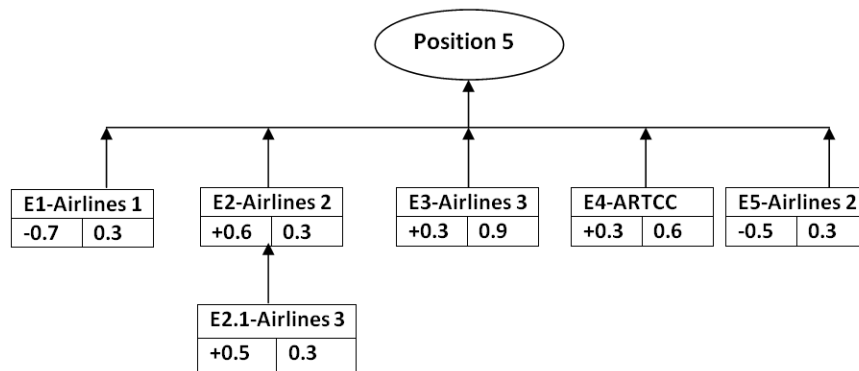 Position 5
E1-Airlines 1
-0.7 0.3
E2-Airlines 2
+0.6 0.3
E3-Airlines 3
+0.3 0.9
E4-ARTCC
+0.3 0.6
E5-Airlines 2
-0.5 0.3
E2.1-Airlines 3
+0.5 0.3